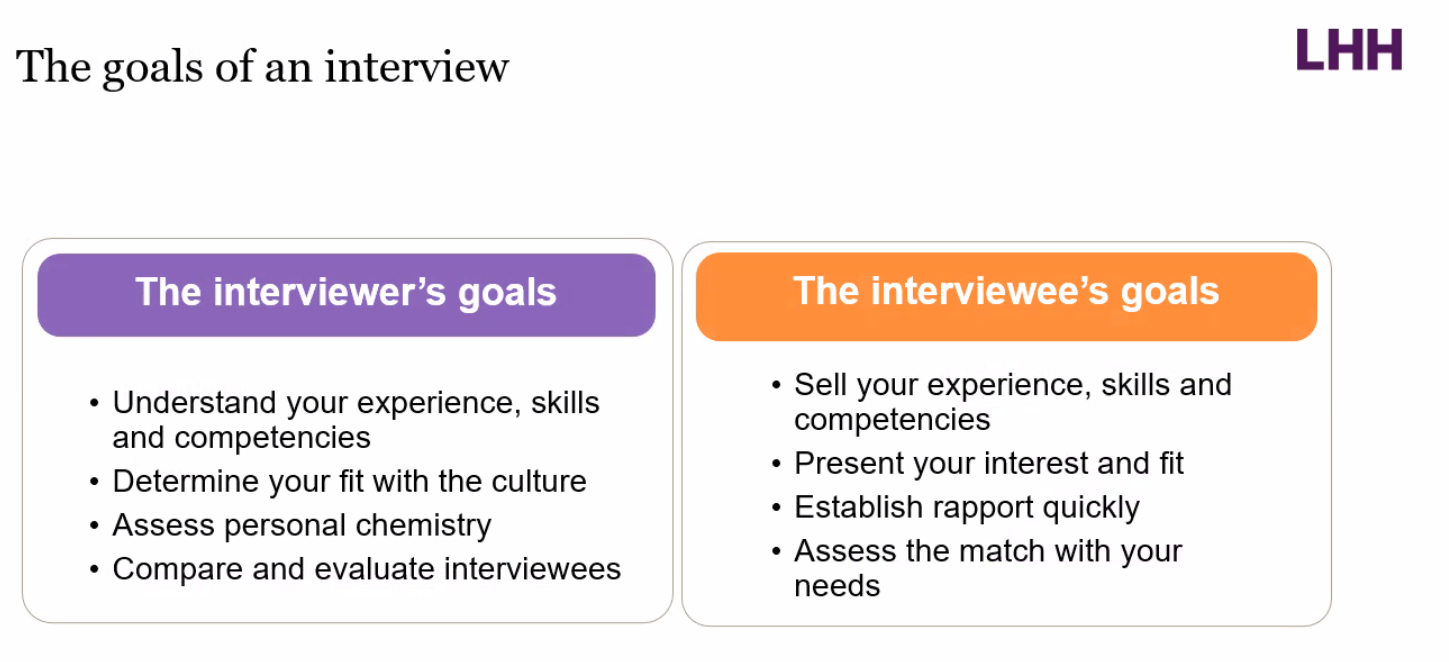 The goals of an interview
LHH
The interviewer’s goals
• Understand your experience, skills
and competencies
• Determine your fit with the culture
• Assess personal chemistry
• Compare and evaluate interviewees
The interviewee’s goals
• Sell your experience, skills and
competencies
• Present your interest and fit
• Establish rapport quickly
• Assess the match with your
needs